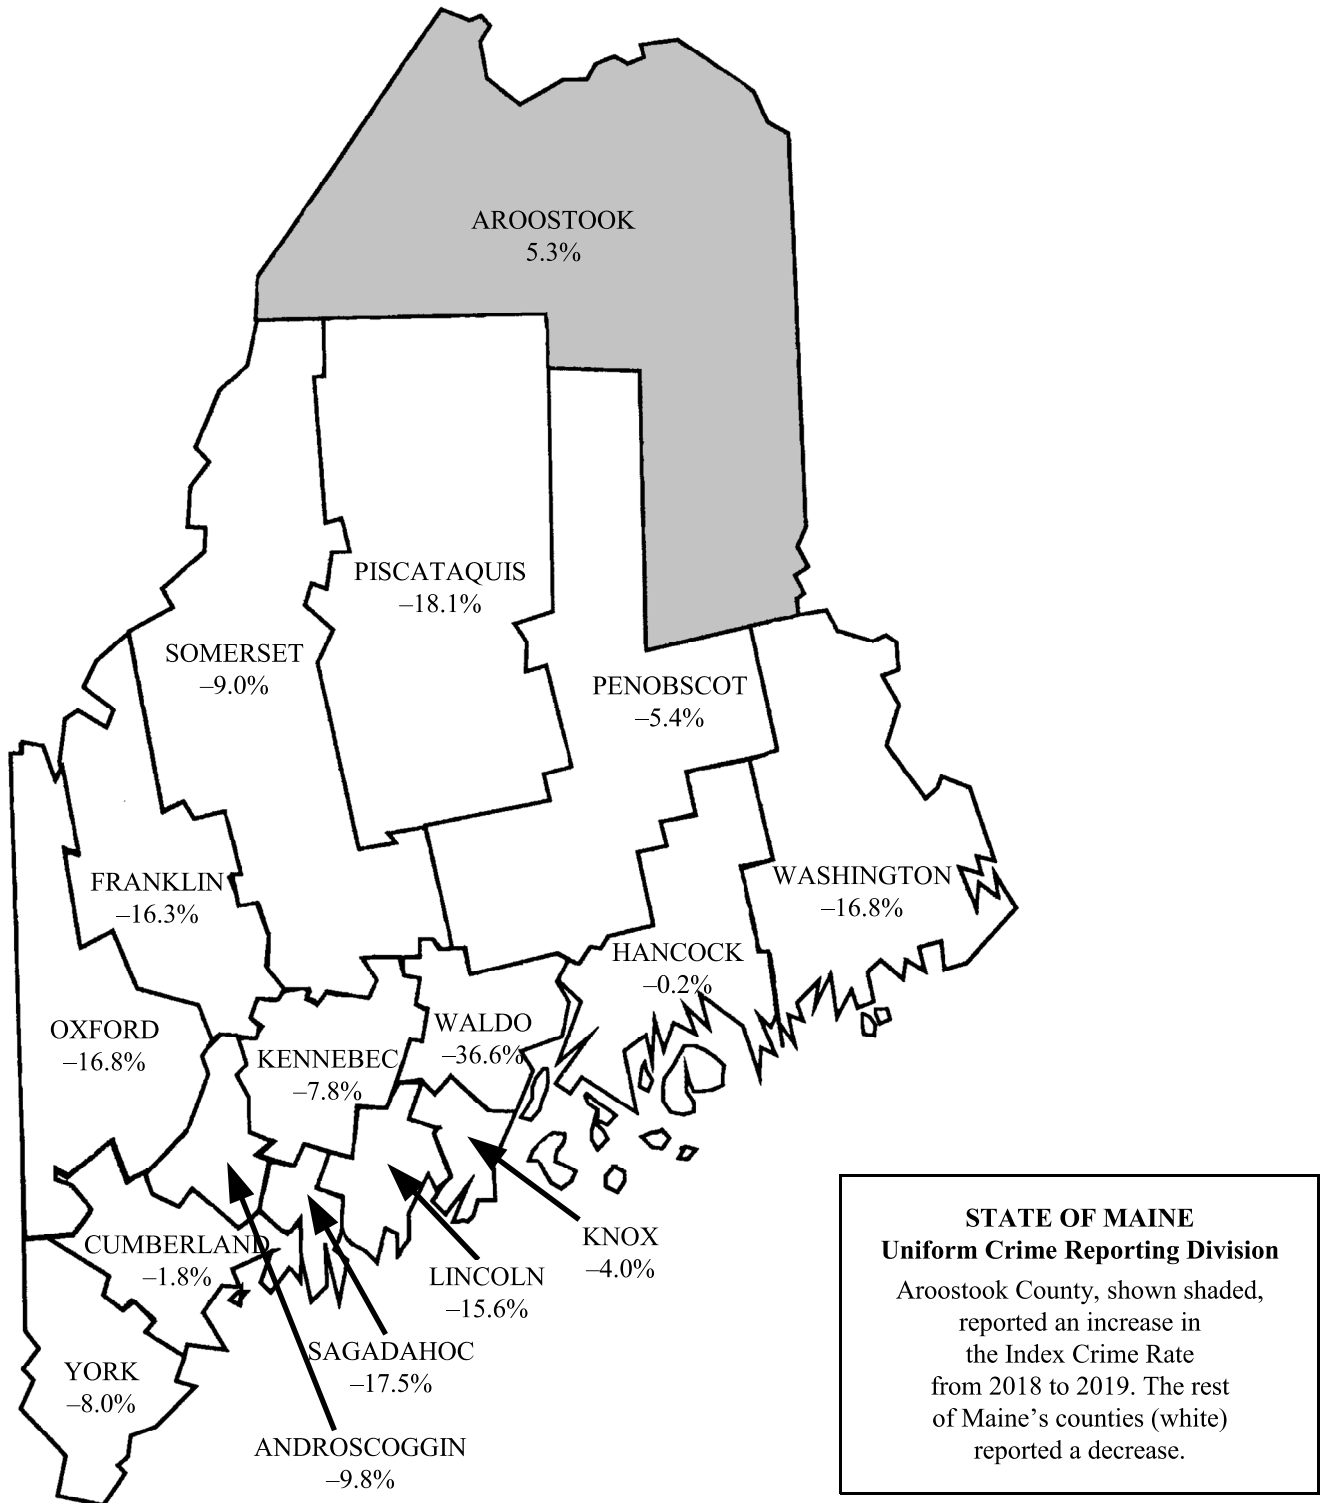 AROOSTOOK
5.3%
PISCATAQUIS
–18.1%
SOMERSET
–9.0%
PENOBSCOT
–5.4%
FRANKLIN
–16.3%
WASHINGTON
–16.8%
HANCOCK
–0.2%
OXFORD
–16.8%
WALDO
–36.6%
KENNEBEC
–7.8%
KNOX
–4.0%
CUMBERLAND
–1.8%
LINCOLN
–15.6%
SAGADAHOC
–17.5%
YORK
–8.0%
ANDROSCOGGIN
–9.8%
STATE OF MAINE
Uniform Crime Reporting Division
Aroostook County, shown shaded,
reported an increase in
the Index Crime Rate
from 2018 to 2019. The rest
of Maine’s counties (white)
reported a decrease.